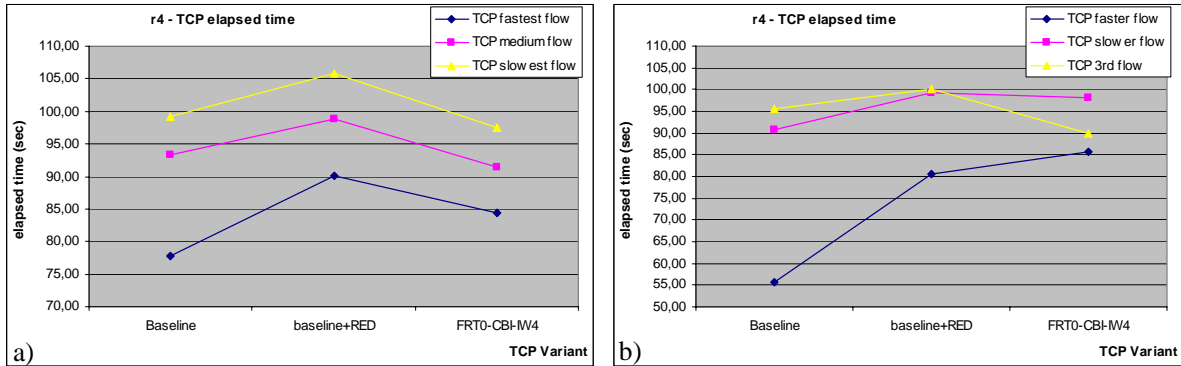 r4 - TCP elapsed time
TCP fastest flow
TCP medium flow
TCP slow est flow
110,00
105,00
100,00
95,00
90,00
85,00
80,00
75,00
70,00
elapsed time (sec)
Baseline
baseline+RED
FRT0-CBI-IW4
TCP Variant
a)
r4 - TCP elapsed time
TCP faster flow
TCP slow er flow
TCP 3rd flow
110,00
105,00
100,00
95,00
90,00
85,00
80,00
75,00
70,00
65,00
60,00
55,00
50,00
elapsed time (sec)
Baseline
baseline+RED
FRT0-CBI-IW4
TCP Variant
b)